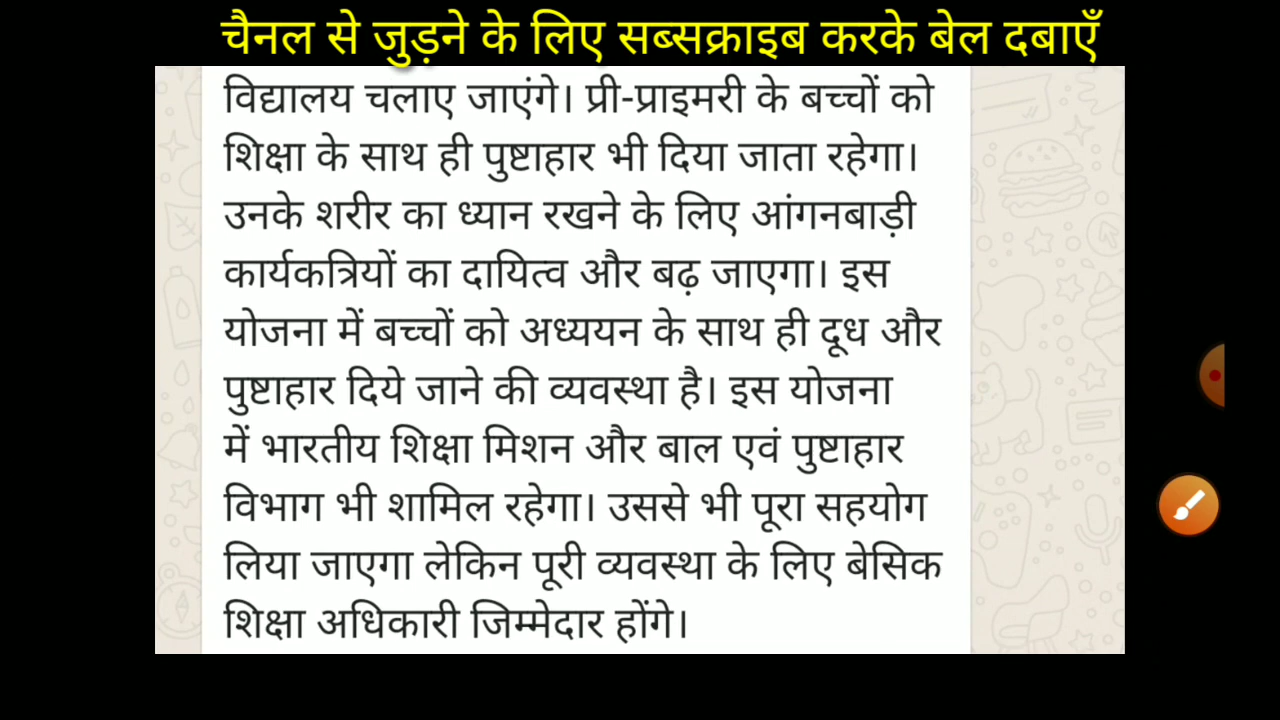 चैनल से जुड़ने के लिए सब्सक्राइब करके बेल दबाएँ
विद्यालय चलाए जाएंगे। प्री-प्राइमरी के बच्चों को
शिक्षा के साथ ही पुष्टाहार भी दिया जाता रहेगा।
उनके शरीर का ध्यान रखने के लिए आंगनबाड़ी
कार्यकत्रियों का दायित्व और बढ़ जाएगा। इस
योजना में बच्चों को अध्ययन के साथ ही दूध और
पुष्टाहार दिये जाने की व्यवस्था है। इस योजना
में भारतीय शिक्षा मिशन और बाल एवं पुष्टाहार
विभाग भी शामिल रहेगा। उससे भी पूरा सहयोग
लिया जाएगा लेकिन पूरी व्यवस्था के लिए बेसिक
शिक्षा अधिकारी जिम्मेदार होंगे।